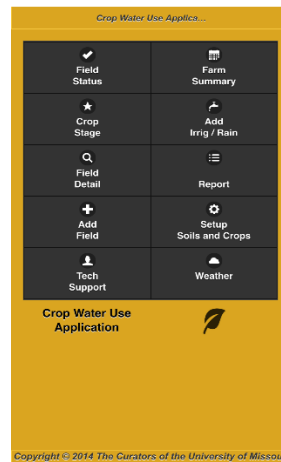 Crop Water Use Applica...
Field
Status
Farm
Summary
Crop
Stage
Add
Irrig / Rain
Field
Detail
Report
Add
Field
Setup
Soils and Crops
Tech
Support
Weather
Crop Water Use
Application
Copyright © 2014 The Curators of the University of Missou